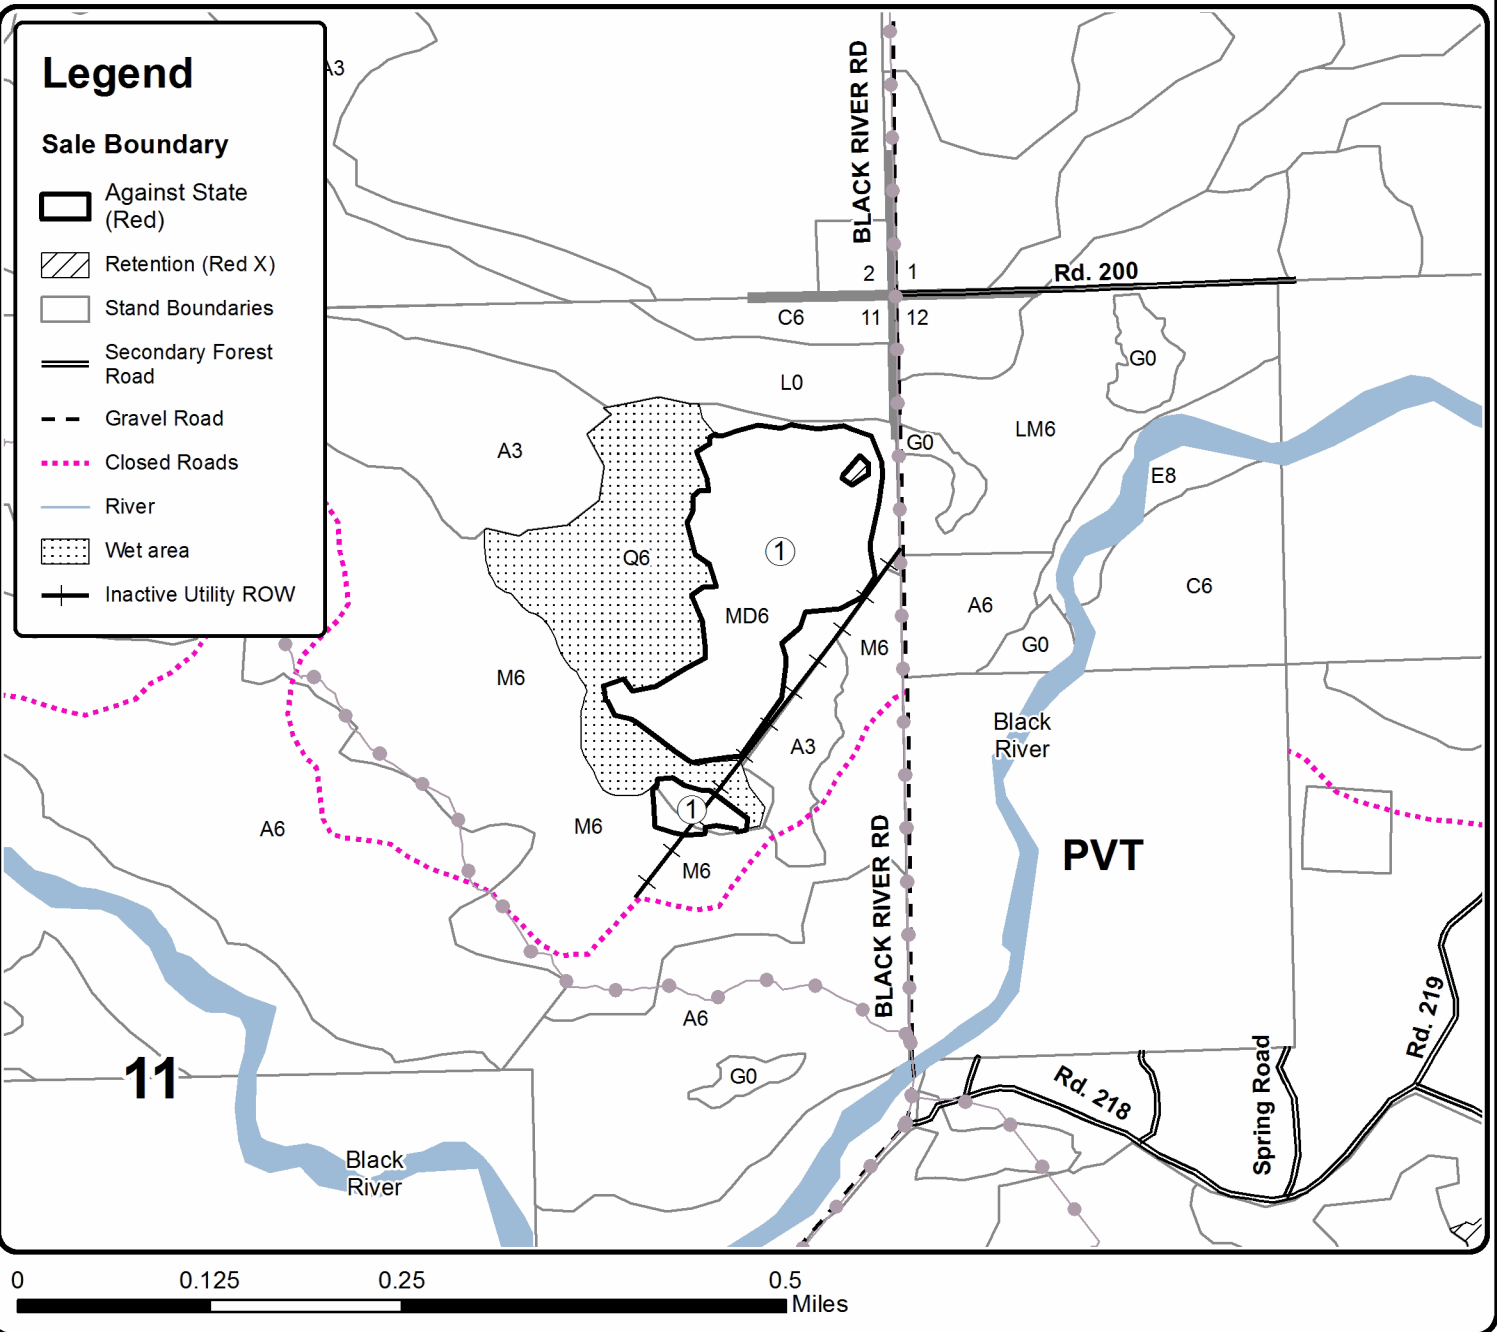 Legend
Sale Boundary
Against State
(Red)
Retention (Red X)
Stand Boundaries
Secondary Forest
Road
Gravel Road
Closed Roads
River
Wet area
Inactive Utility ROW
A3
BLACK RIVER RD
2 1
Rd. 200
C6 11 12
G0
L0
LM6
G0
A3
E8
1
Q6
C6
A6
MD6
G0
M6
M6
Black
River
A3
1
A6
M6
PVT
M6
BLACK RIVER RD
A6
Rd. 219
11
G0
Rd. 218
Spring Road
Black
River
0 0.125 0.25 0.5
Miles